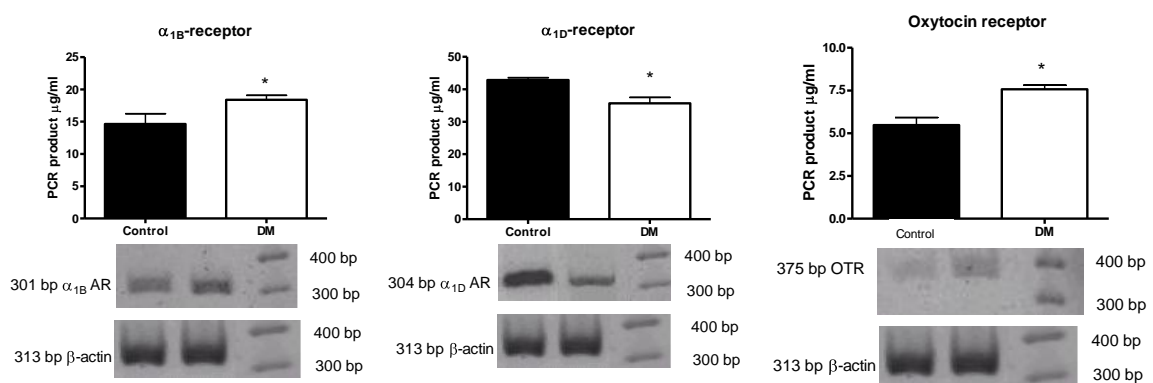 α1B-receptor
PCR product μg/ml
25
20
15
10
5
0
*
Control DM
301 bp α1B AR
400 bp
300 bp
313 bp β-actin
400 bp
300 bp
α1D-receptor
PCR product μg/ml
50
40
30
20
10
0
*
Control DM
304 bp α1D AR
400 bp
300 bp
313 bp β-actin
400 bp
300 bp
Oxytocin receptor
PCR product μg/ml
10.0
7.5
5.0
2.5
0.0
*
Control DM
375 bp OTR
400 bp
300 bp
313 bp β-actin
400 bp
300 bp